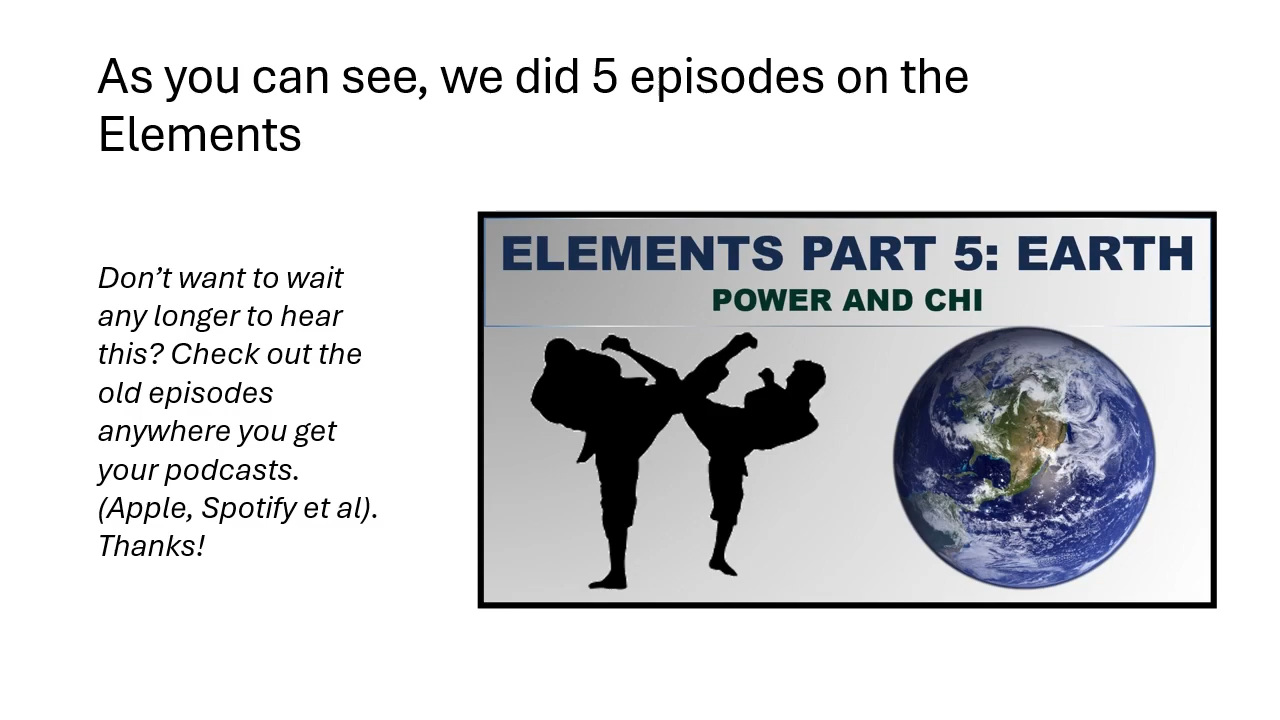 As you can see, we did 5 episodes on the
Elements
Don’t want to wait
any longer to hear
this? Check out the
old episodes
anywhere you get
your podcasts.
(Apple, Spotify et al).
Thanks!
ELEMENTS PART 5: EARTH
POWER AND CHI